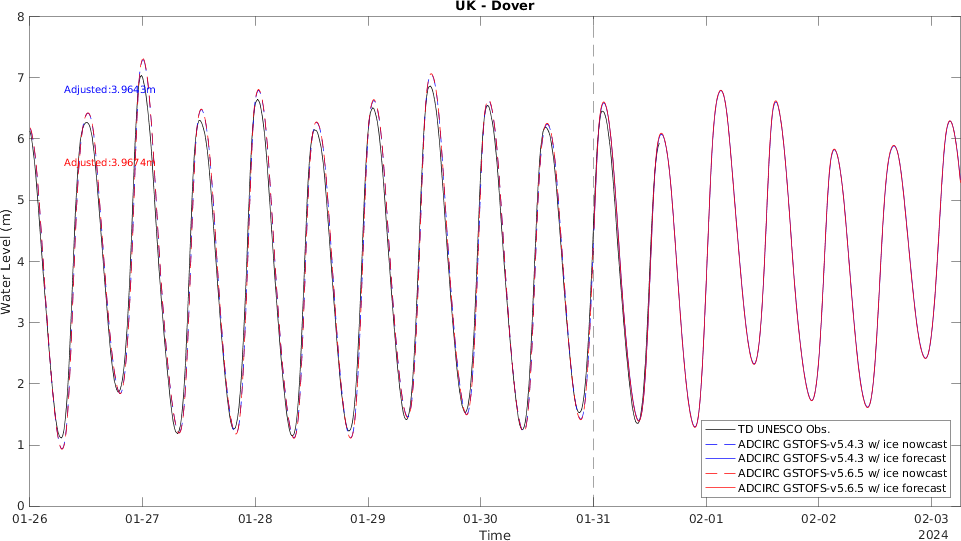 UK - Dover
8
7
6
5
4
3
2
1
0
Water Level (m)
Adjusted:3.9643m
Adjusted:3.9674m
TD UNESCO Obs.
ADCIRC GSTOFS-v5.4.3 w/ ice nowcast
ADCIRC GSTOFS-v5.4.3 w/ ice forecast
ADCIRC GSTOFS-v5.6.5 w/ ice nowcast
ADCIRC GSTOFS-v5.6.5 w/ ice forecast
01-26 01-27 01-28 01-29 01-30 01-31 02-01 02-02 02-03
Time
2024